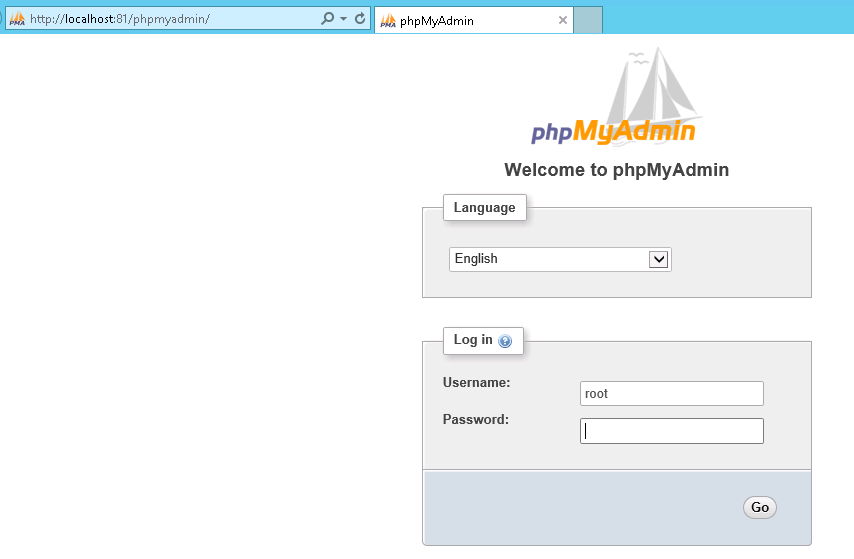 http://localhost:81/phpmyadmin/
phpMyAdmin
phpMyAdmin
Welcome to phpMyAdmin
Language
English
Log in
Username:
root
Password:
Go